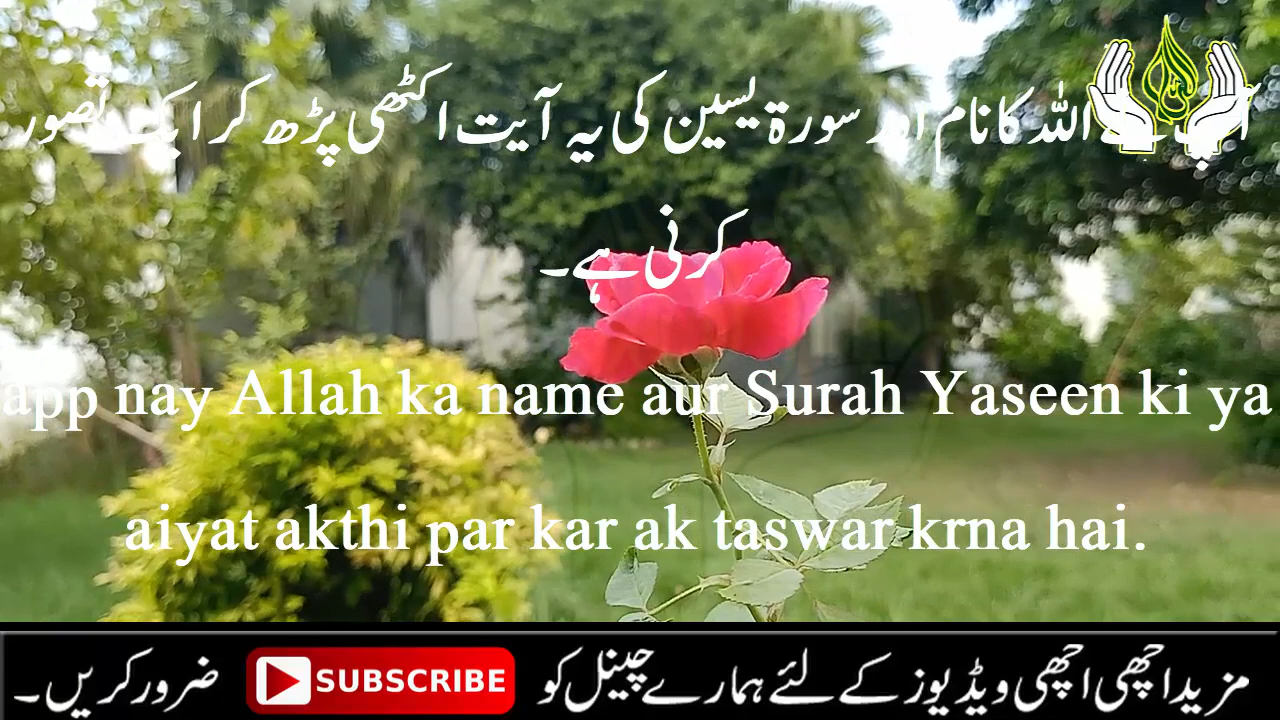 آپ نے اللہ کا نام اور سورۃ یسین کی یہ آیت اکٹھی پڑھ کر ایک تصور
کرنی ہے۔
app nay Allah ka name aur Surah Yaseen ki ya
aiyat akthi par kar ak taswar krna hai.
مزید اچھی اچھی ویڈیوز کے لئے ہمارے چینل کو SUBSCRIBE ضرور کریں۔